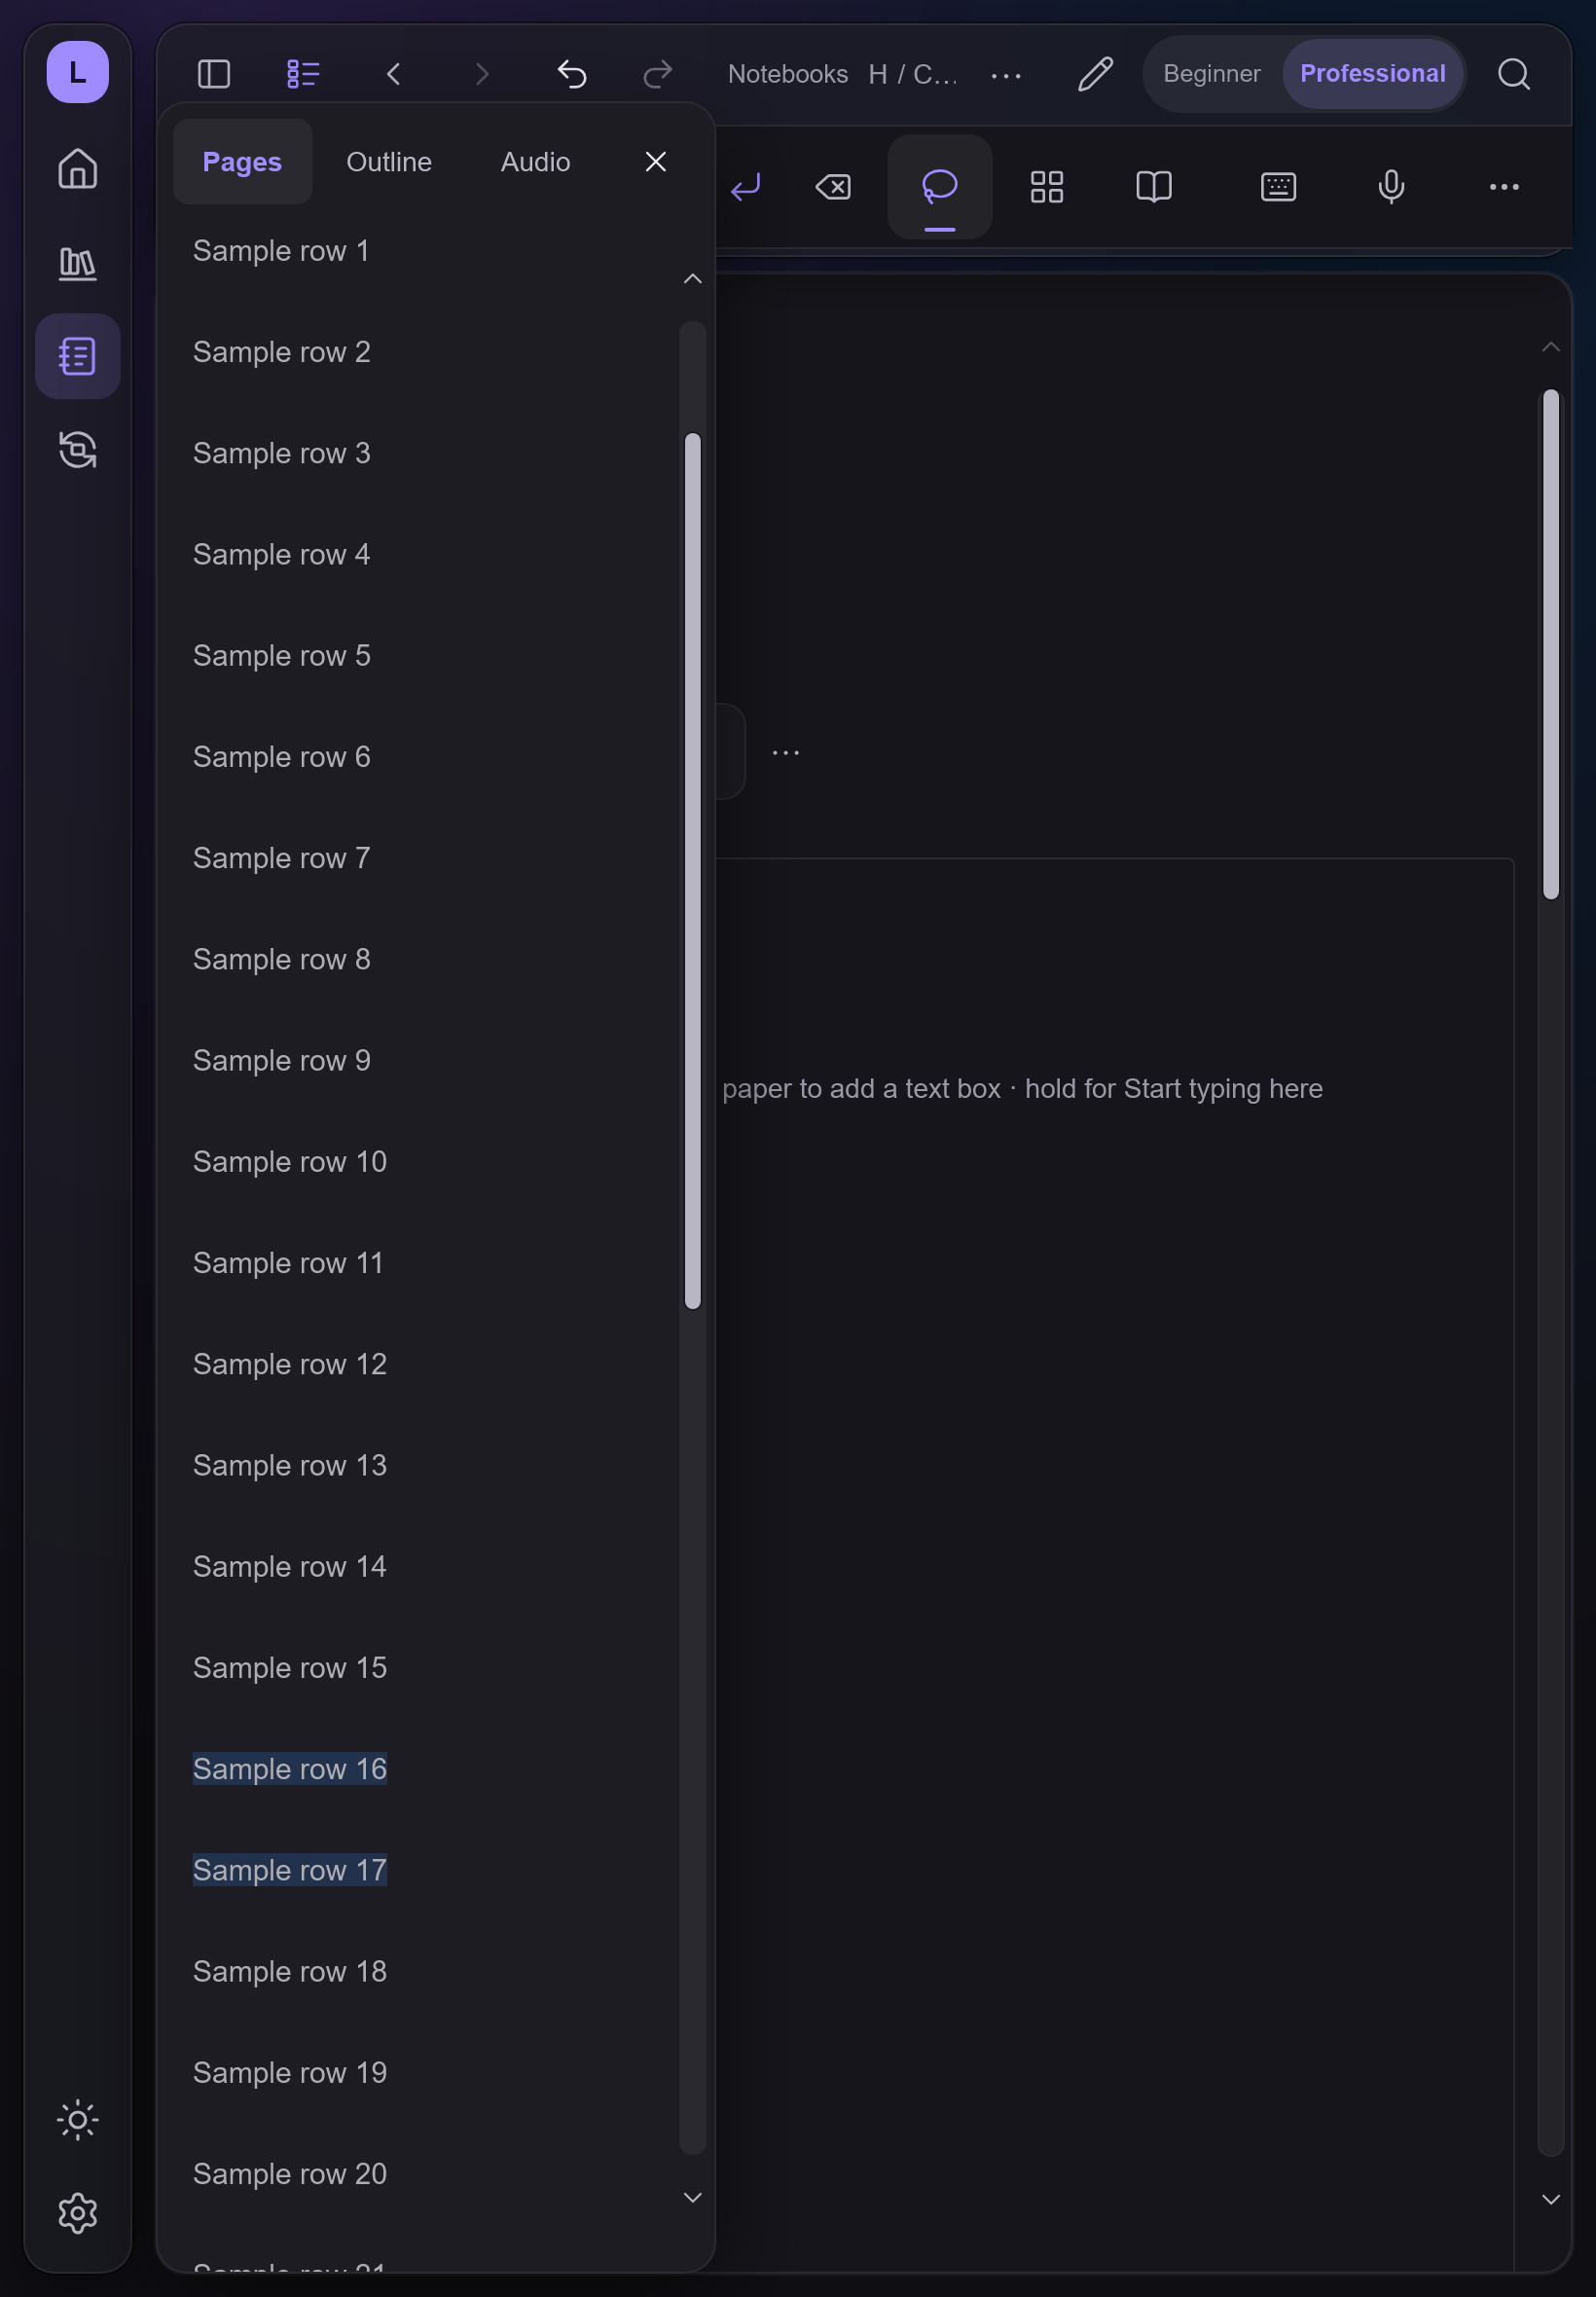 L
Notebooks H / C...
Beginner Professional
Pages Outline Audio
Sample row 1
Sample row 2
Sample row 3
Sample row 4
Sample row 5
Sample row 6
Sample row 7
Sample row 8
Sample row 9
paper to add a text box · hold for Start typing here
Sample row 10
Sample row 11
Sample row 12
Sample row 13
Sample row 14
Sample row 15
Sample row 16
Sample row 17
Sample row 18
Sample row 19
Sample row 20
Sample row 21